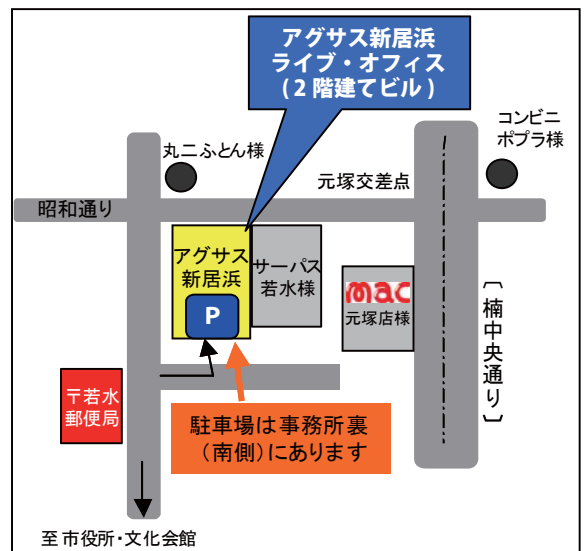 アグサス新居浜
ライブ・オフィス
(2階建てビル)
コンビニ
ポプラ様
丸二ふとん様
元塚交差点
昭和通り
アグサス
新居浜
P
サーパス
若水様
mac
元塚店様
〔楠中央通り〕
〒若水
郵便局
駐車場は事務所裏
（南側）にあります
至市役所・文化会館